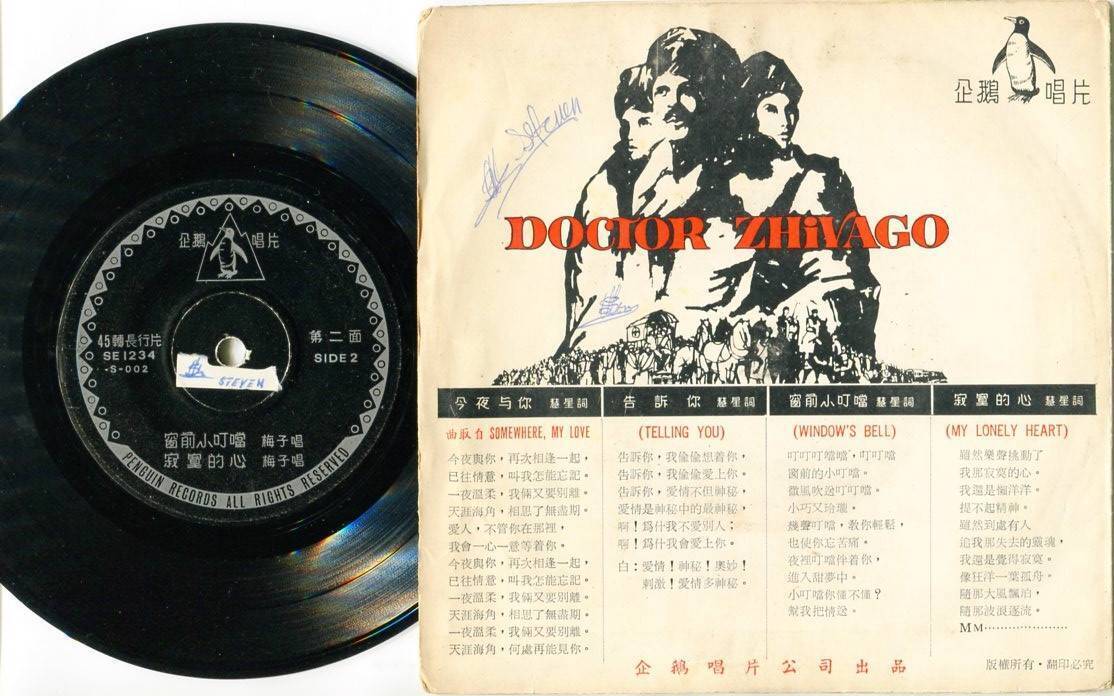 企鵝 唱片
45轉長行片
SE1234
-S-002
第二面
SIDE 2
STEVEN
窗前小叮噹 梅子唱
寂寞的心 梅子唱
PENGUIN RECORDS ALL RIGHTS RESERVED
企鵝 唱片
Steven
DOCTOR ZHiVAGO
今夜与你 慧星詞
曲取自 SOMEWHERE, MY LOVE
今夜與你，再次相逢一起，
已往情意，叫我怎能忘記。
一夜溫柔，我倆又要別離。
天涯海角，相思了無盡期。
愛人，不管你在那裡，
我會一心一意等着你。
今夜與你，再次相逢一起，
已往情意，叫我怎能忘記。
一夜溫柔，我倆又要別離。
天涯海角，相思了無盡期。
一夜溫柔，我倆又要別離。
天涯海角，何處再能見你。
告訴你 慧星詞
(TELLING YOU)
告訴你，我偷偷想着你，
告訴你，我偷偷愛上你。
告訴你，愛情不但神秘，
愛情是神秘中的最神秘，
啊！爲什我不愛別人；
啊！爲什我會愛上你。
白：愛情！神秘！奧妙！
刺激！愛情多神秘。
窗前小叮噹 慧星詞
(WINDOW'S BELL)
叮叮叮噹噹，叮叮噹
窗前的小叮噹。
微風吹送叮叮噹，
小巧又玲瓏。
幾聲叮噹，教你輕鬆，
也使你忘苦痛。
夜裡叮噹伴着你，
進入甜夢中。
小叮噹你懂不懂？
幫我把情送。
寂寞的心 慧星詞
(MY LONELY HEART)
雖然樂聲挑動了
我那寂寞的心。
我還是懶洋洋。
提不起精神。
雖然到處有人
追我那失去的靈魂，
我還是覺得寂寞。
像狂洋一葉孤舟。
隨那大風飄泊，
隨那波浪逐流。
MM…………………
企鵝唱片公司出品
版權所有·翻印必究